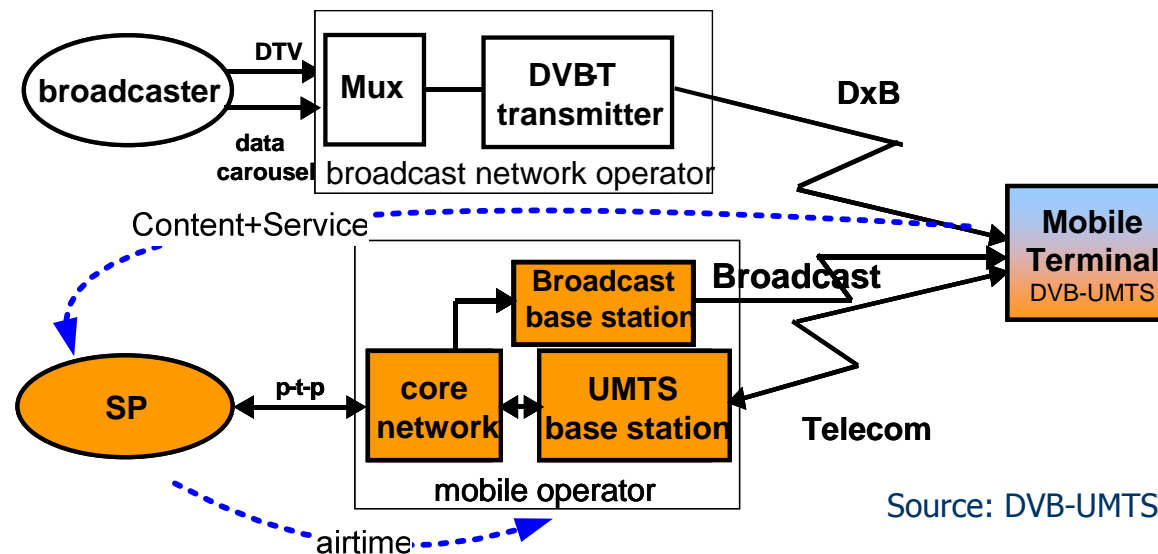 DTV
broadcaster
data
carousel
Mux
DVB-T
transmitter
broadcast network operator
DxB
Content+Service
Mobile
Terminal
DVB-UMTS
Broadcast
base station
Broadcast
SP
p-t-p
core
network
UMTS
base station
Telecom
mobile operator
airtime
Source: DVB-UMTS